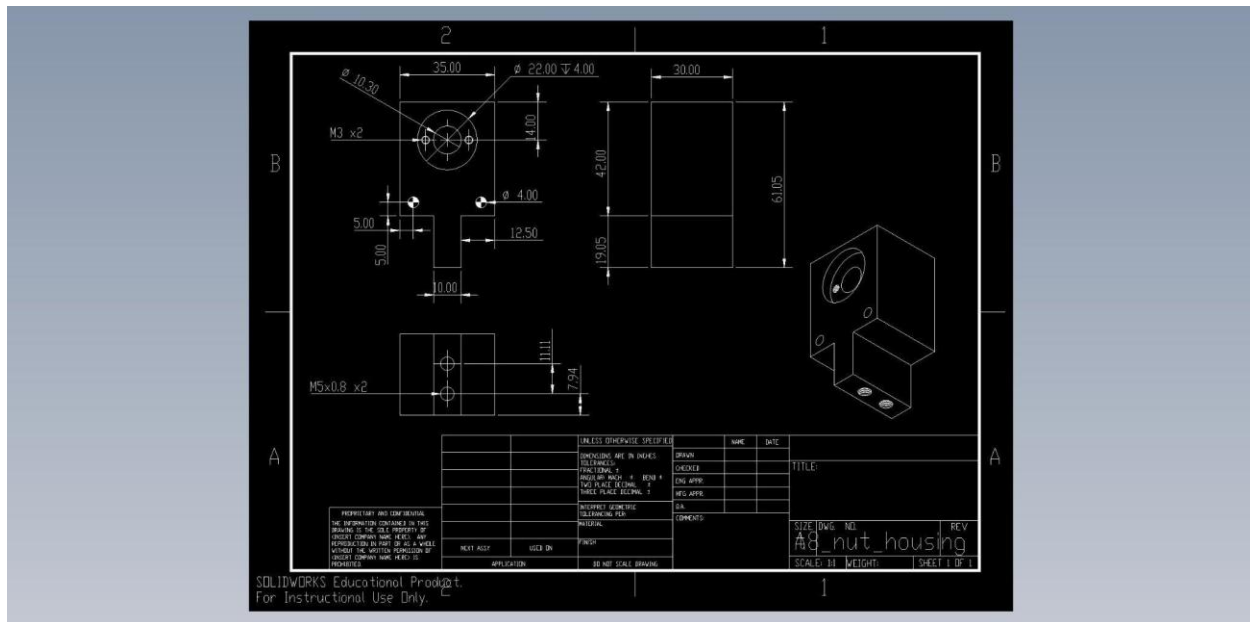 2
1
35.00
⌀ 22.00 ↧ 4.00
30.00
⌀ 10.30
14.00
M3 x2
B
B
42.00
61.05
⌀ 4.00
5.00
12.50
5.00
19.05
10.00
11.11
7.94
M5x0.8 x2
A
A
UNLESS OTHERWISE SPECIFIED
NAME
DATE
DIMENSIONS ARE IN INCHES
TOLERANCES:
FRACTIONAL ±
ANGULAR: MACH ± BEND ±
TWO PLACE DECIMAL ±
THREE PLACE DECIMAL ±
DRAWN
CHECKED
ENG APPR.
MFG APPR.
TITLE:
INTERPRET GEOMETRIC
TOLERANCING PER:
Q.A.
COMMENTS:
MATERIAL
FINISH
PROPRIETARY AND CONFIDENTIAL
THE INFORMATION CONTAINED IN THIS
DRAWING IS THE SOLE PROPERTY OF
<INSERT COMPANY NAME HERE>. ANY
REPRODUCTION IN PART OR AS A WHOLE
WITHOUT THE WRITTEN PERMISSION OF
<INSERT COMPANY NAME HERE> IS
PROHIBITED.
NEXT ASSY
USED ON
APPLICATION
DO NOT SCALE DRAWING
SIZE DWG. NO. REV
_nut_housing
SCALE: 1:1 WEIGHT: SHEET 1 OF 1
SOLIDWORKS Educational Product.
For Instructional Use Only.
2
1